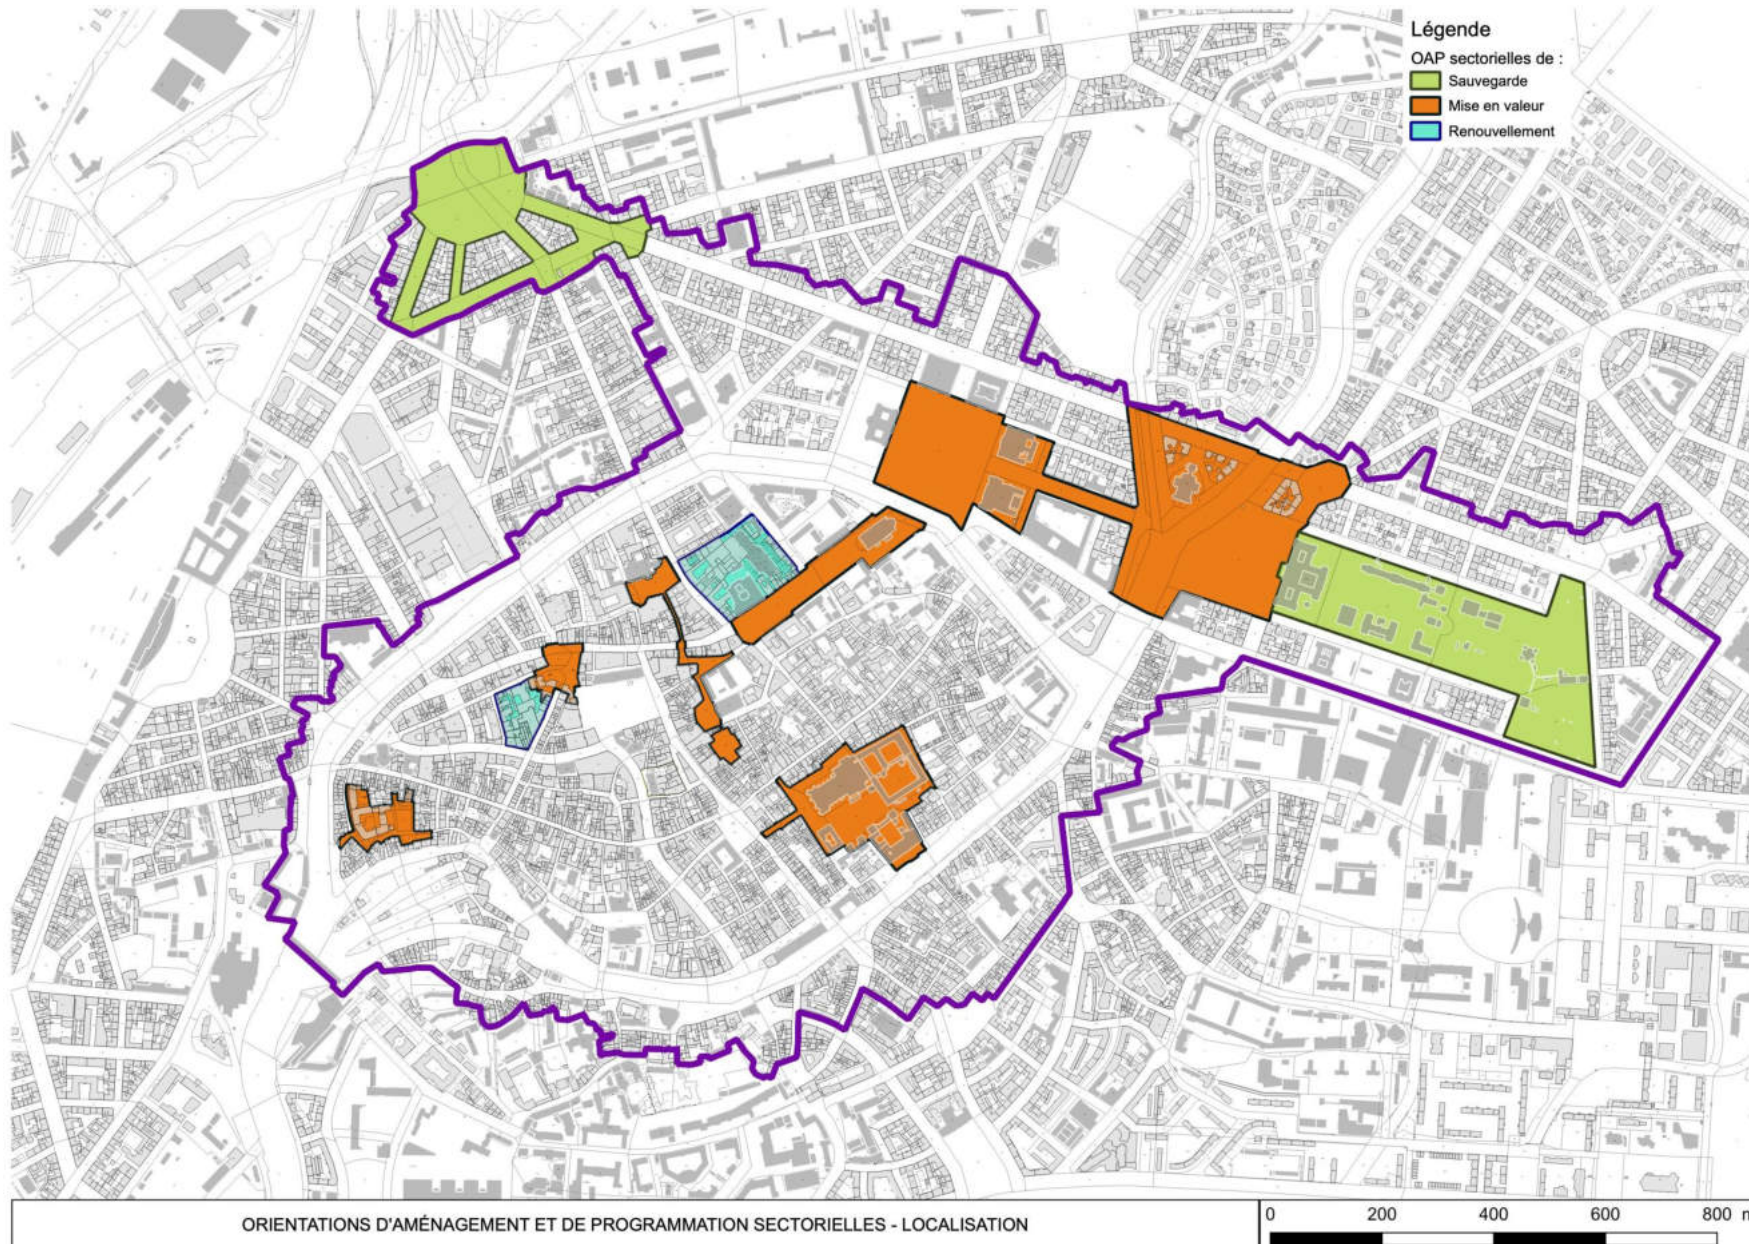 Légende
OAP sectorielles de :
Sauvegarde
Mise en valeur
Renouvellement
ORIENTATIONS D'AMÉNAGEMENT ET DE PROGRAMMATION SECTORIELLES - LOCALISATION
0 200 400 600 800 m